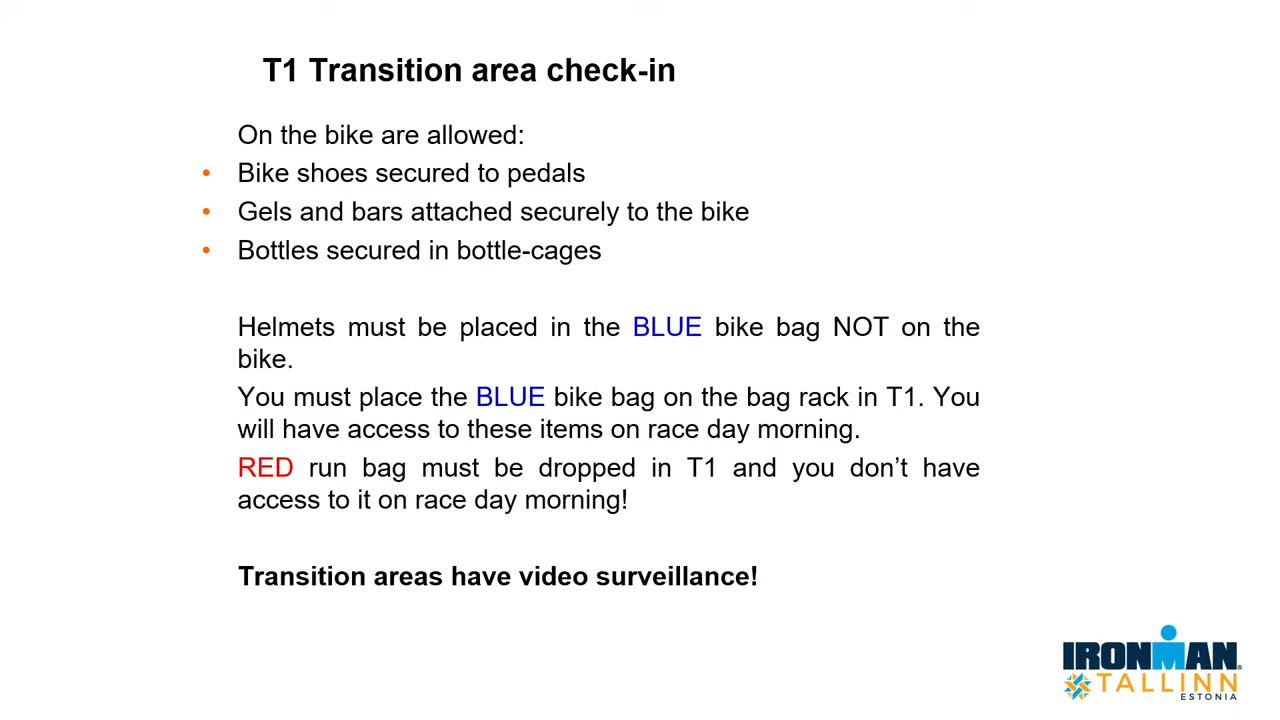 T1 Transition area check-in
On the bike are allowed:
• Bike shoes secured to pedals
• Gels and bars attached securely to the bike
• Bottles secured in bottle-cages
Helmets must be placed in the BLUE bike bag NOT on the
bike.
You must place the BLUE bike bag on the bag rack in T1. You
will have access to these items on race day morning.
RED run bag must be dropped in T1 and you don’t have
access to it on race day morning!
Transition areas have video surveillance!
IRONMAN®
TALLINN
ESTONIA